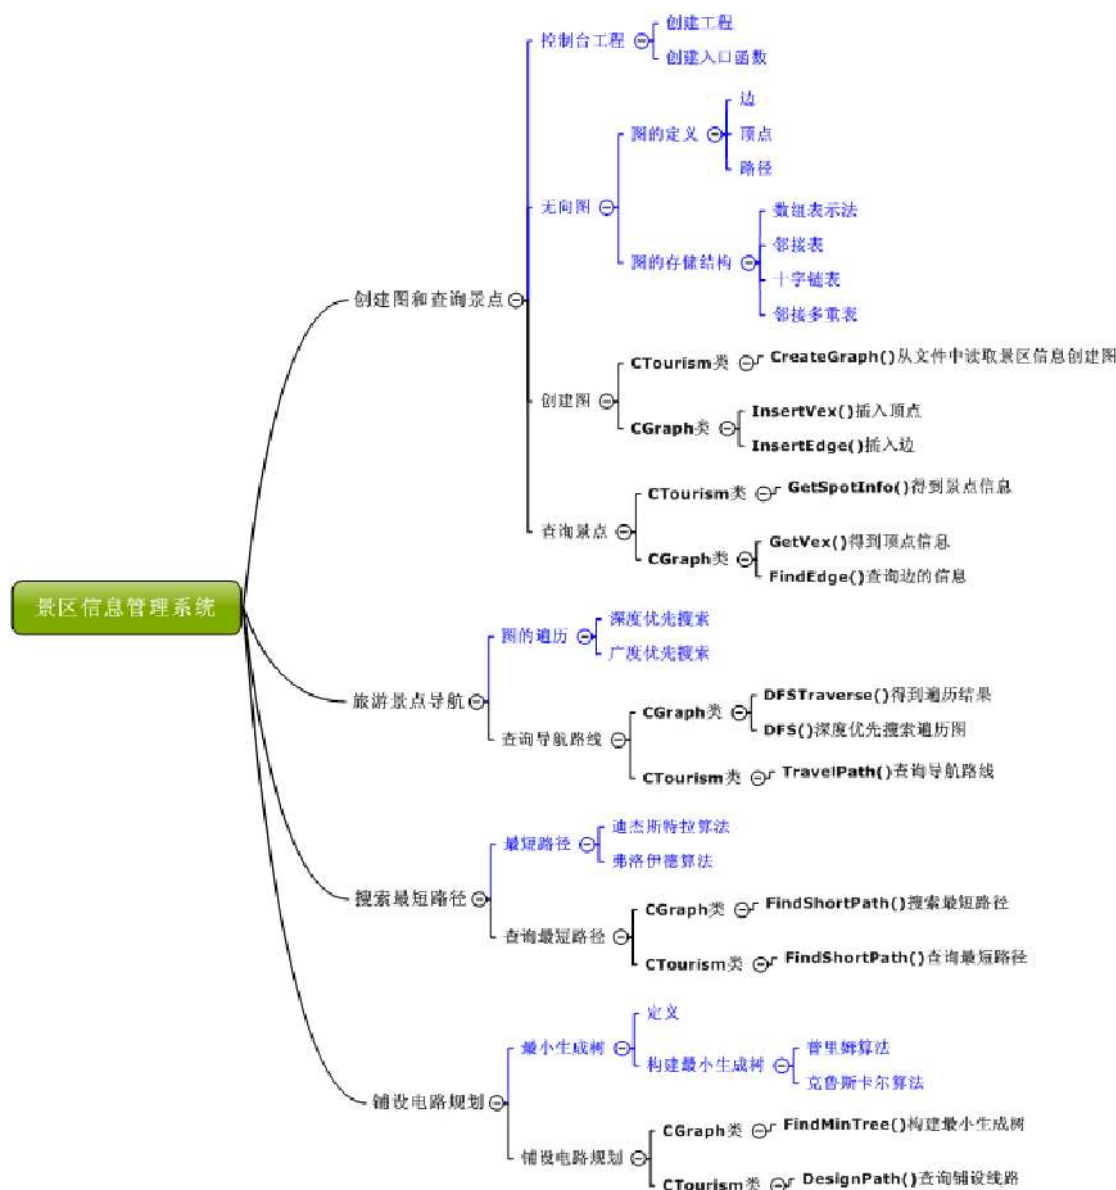 景区信息管理系统
创建图和查询景点
控制台工程
创建工程
创建入口函数
无向图
图的定义
边
顶点
路径
图的存储结构
数组表示法
邻接表
十字链表
邻接多重表
创建图
CTourism类
CreateGraph()从文件中读取景区信息创建图
CGraph类
InsertVex()插入顶点
InsertEdge()插入边
查询景点
CTourism类
GetSpotInfo()得到景点信息
CGraph类
GetVex()得到顶点信息
FindEdge()查询边的信息
旅游景点导航
图的遍历
深度优先搜索
广度优先搜索
查询导航路线
CGraph类
DFSTraverse()得到遍历结果
DFS()深度优先搜索遍历图
CTourism类
TravelPath()查询导航路线
搜索最短路径
最短路径
迪杰斯特拉算法
弗洛伊德算法
查询最短路径
CGraph类
FindShortPath()搜索最短路径
CTourism类
FindShortPath()查询最短路径
铺设电路规划
最小生成树
定义
构建最小生成树
普里姆算法
克鲁斯卡尔算法
铺设电路规划
CGraph类
FindMinTree()构建最小生成树
CTourism类
DesignPath()查询铺设线路